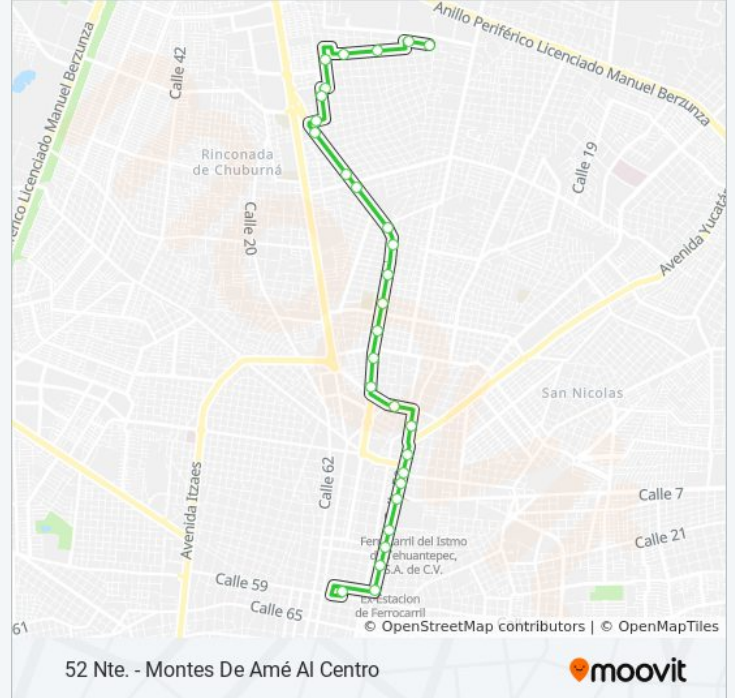 Anillo Periférico Licenciado Manuel Berzunza
Calle 42
Licenciado Manuel Berzunza
Rinconada
de Chuburná
Calle 19
Calle 20
Avenida Yucatán
San Nicolas
Calle 62
Calle 7
Avenida Itzaes
Calle 21
Ferrocarril del Istmo
de Tehuantepec,
S.A. de C.V.
Calle 59
Calle 65
Ex-Estacion
de Ferrocarril
61
© OpenStreetMap contributors | © OpenMapTiles
52 Nte. - Montes De Amé Al Centro
moovit